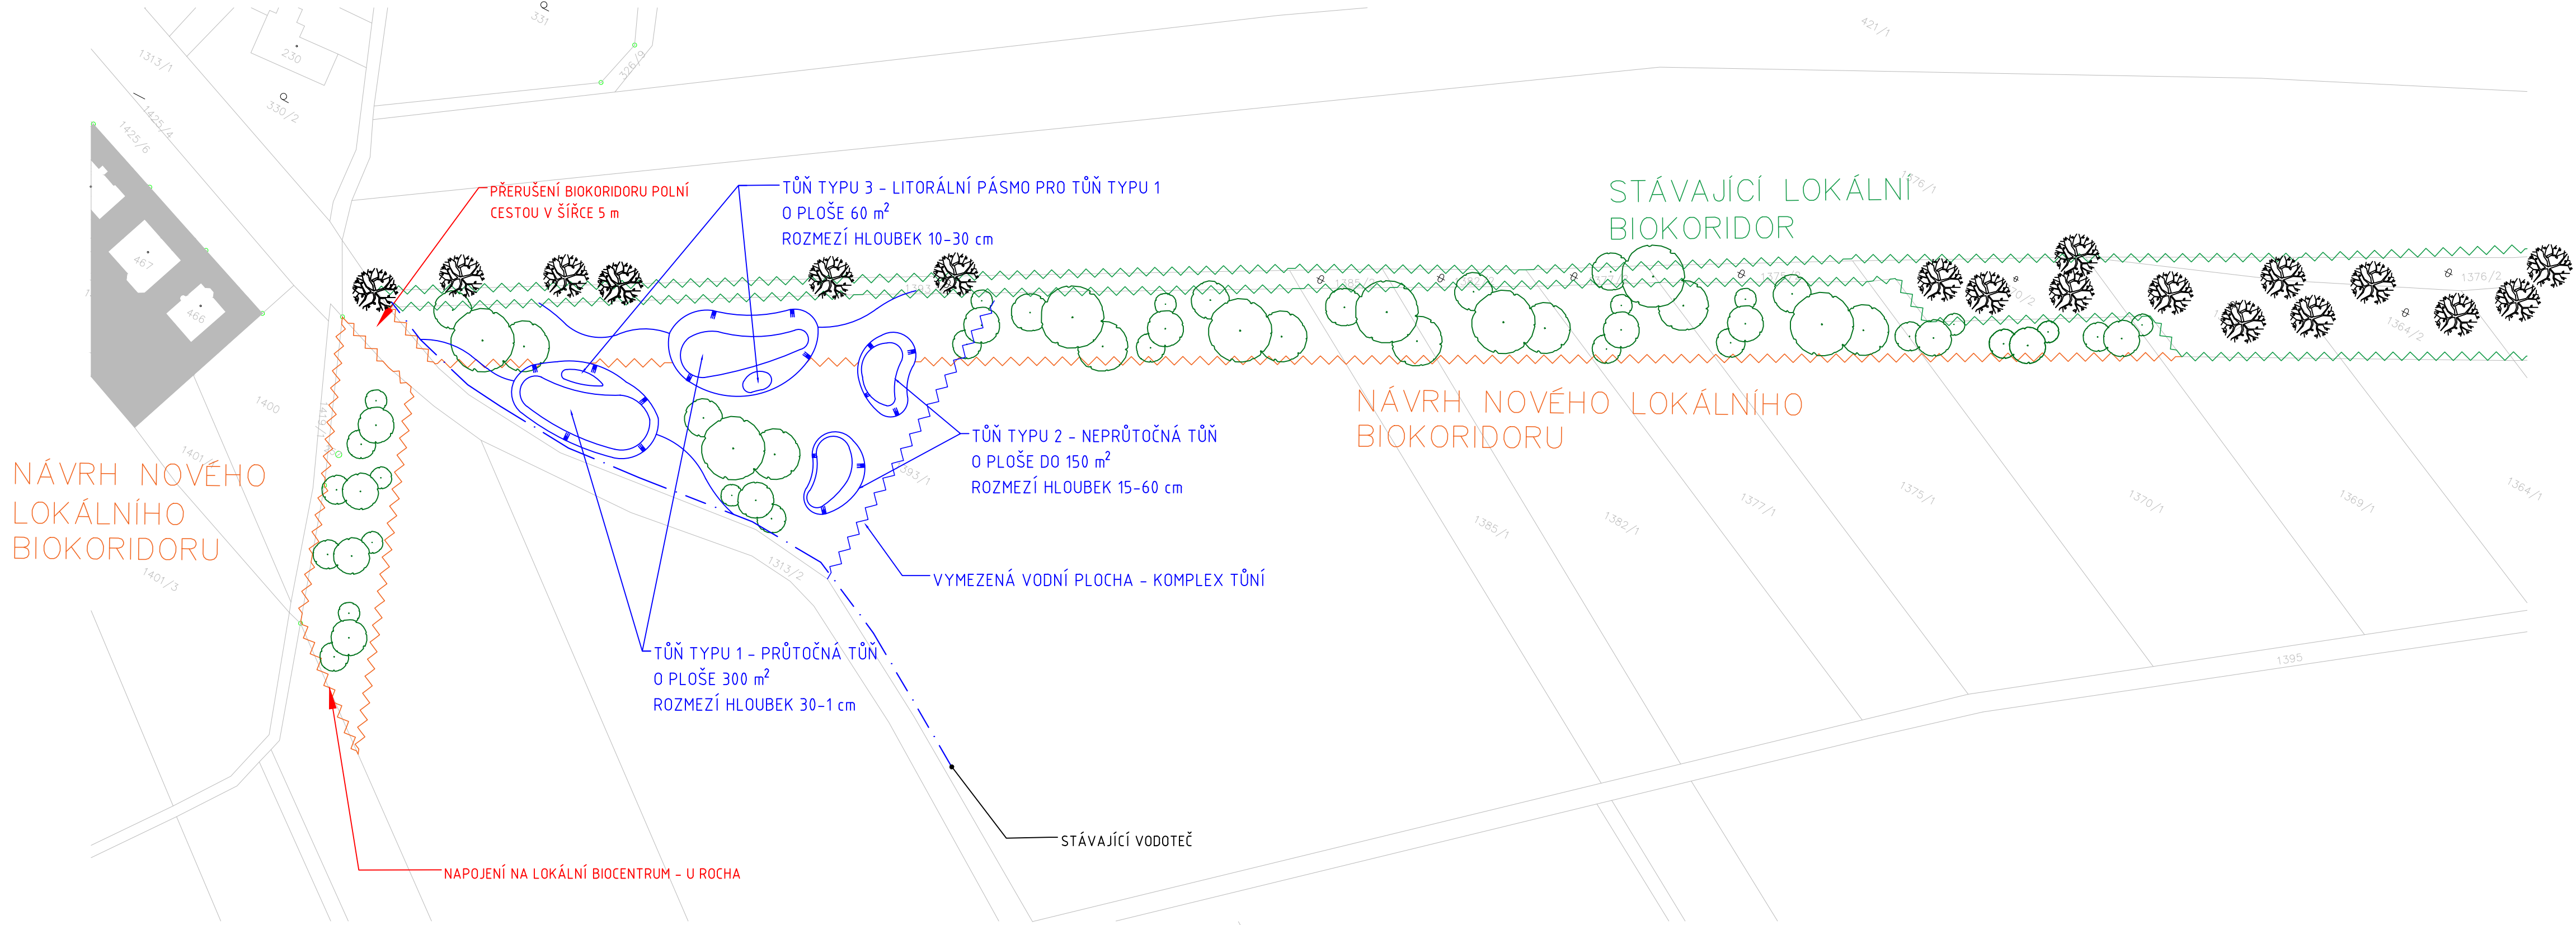 421/1
331
326/9
1313/1
230
330/2
1425/4
1425/6
467
466
PŘERUŠENÍ BIOKORIDORU POLNÍ
CESTOU V ŠÍŘCE 5 m
TŮŇ TYPU 3 - LITORÁLNÍ PÁSMO PRO TŮŇ TYPU 1
O PLOŠE 60 m²
ROZMEZÍ HLOUBEK 10-30 cm
STÁVAJÍCÍ LOKÁLNÍ
BIOKORIDOR
1376/1
1376/2
1364/2
NÁVRH NOVÉHO LOKÁLNÍHO
BIOKORIDORU
1400
NÁVRH NOVÉHO
LOKÁLNÍHO
BIOKORIDORU
1401/3
TŮŇ TYPU 2 - NEPRŮTOČNÁ TŮŇ
O PLOŠE DO 150 m²
ROZMEZÍ HLOUBEK 15-60 cm
1385/1
1382/1
1377/1
1375/1
1370/1
1369/1
1364/1
1313/2
VYMEZENÁ VODNÍ PLOCHA - KOMPLEX TŮNÍ
TŮŇ TYPU 1 - PRŮTOČNÁ TŮŇ
O PLOŠE 300 m²
ROZMEZÍ HLOUBEK 30-1 cm
1395
STÁVAJÍCÍ VODOTEČ
NAPOJENÍ NA LOKÁLNÍ BIOCENTRUM - U ROCHA